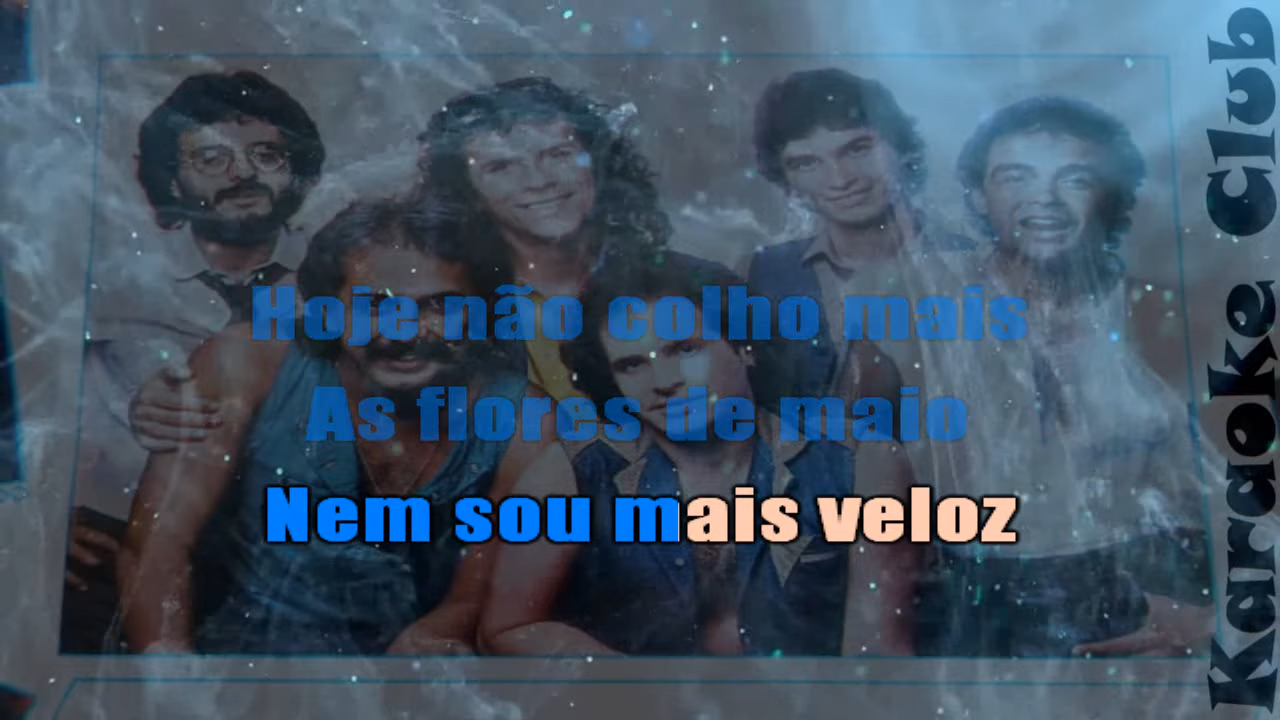 Hoje não colho mais
As flores de maio
Nem sou mais veloz
Karaoke Club